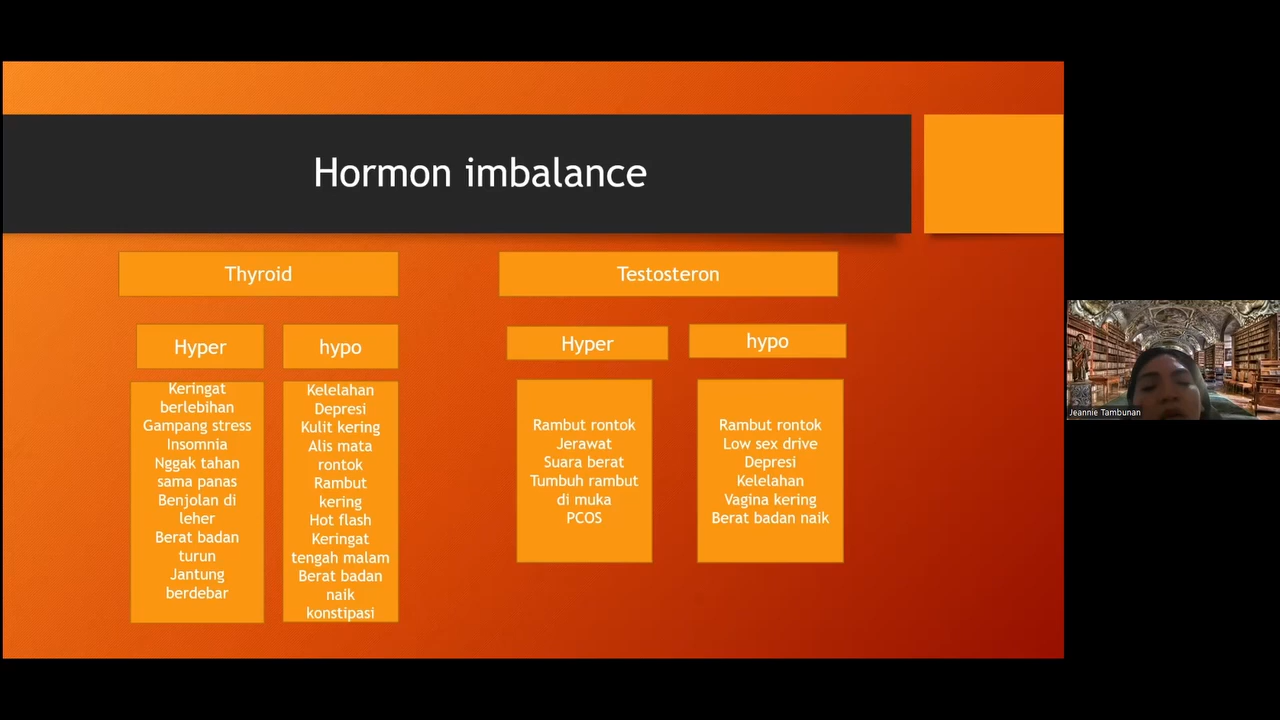 Hormon imbalance
Thyroid
Hyper
Keringat
berlebihan
Gampang stress
Insomnia
Nggak tahan
sama panas
Benjolan di
leher
Berat badan
turun
Jantung
berdebar
hypo
Kelelahan
Depresi
Kulit kering
Alis mata
rontok
Rambut
kering
Hot flash
Keringat
tengah malam
Berat badan
naik
konstipasi
Testosteron
Hyper
Rambut rontok
Jerawat
Suara berat
Tumbuh rambut
di muka
PCOS
hypo
Rambut rontok
Low sex drive
Depresi
Kelelahan
Vagina kering
Berat badan naik
Jeannie Tambunan